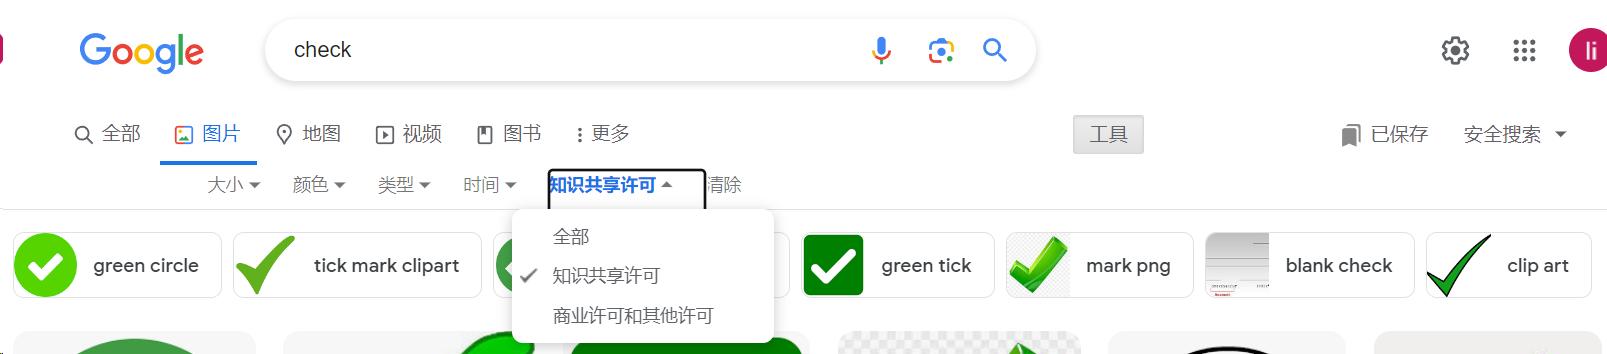 Google check li
全部 图片 地图 视频 图书 更多 工具 已保存 安全搜索
大小 颜色 类型 时间 知识共享许可 清除
全部
知识共享许可
商业许可和其他许可
green circle tick mark clipart green tick mark png blank check clip art